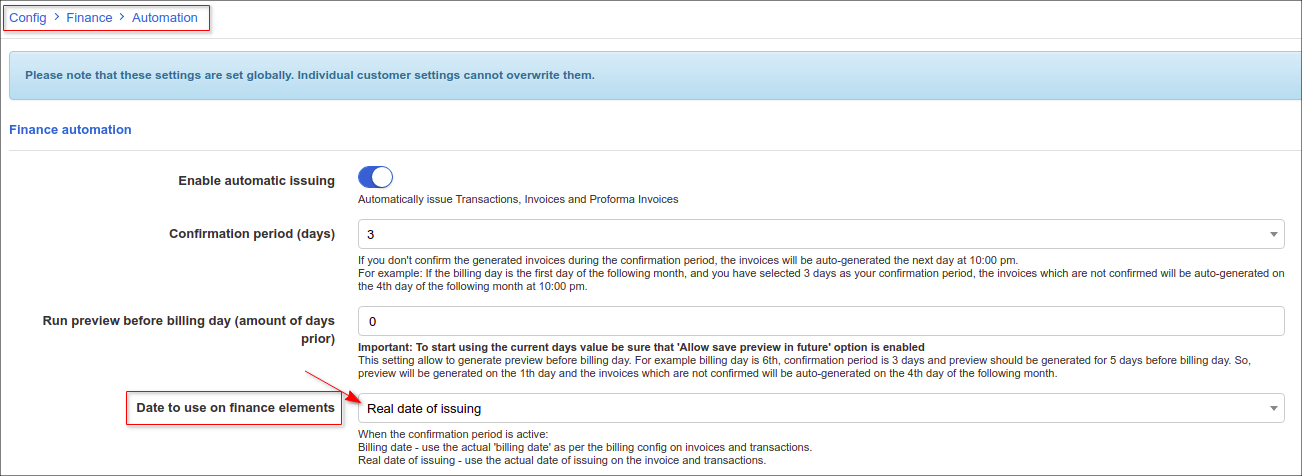 Config > Finance > Automation
Please note that these settings are set globally. Individual customer settings cannot overwrite them.
Finance automation
Enable automatic issuing
Automatically issue Transactions, Invoices and Proforma Invoices
Confirmation period (days)
3
If you don't confirm the generated invoices during the confirmation period, the invoices will be auto-generated the next day at 10:00 pm.
For example: If the billing day is the first day of the following month, and you have selected 3 days as your confirmation period, the invoices which are not confirmed will be auto-generated on
the 4th day of the following month at 10:00 pm.
Run preview before billing day (amount of days
prior)
0
Important: To start using the current days value be sure that 'Allow save preview in future' option is enabled
This setting allow to generate preview before billing day. For example billing day is 6th, confirmation period is 3 days and preview should be generated for 5 days before billing day. So,
preview will be generated on the 1th day and the invoices which are not confirmed will be auto-generated on the 4th day of the following month.
Date to use on finance elements
Real date of issuing
When the confirmation period is active:
Billing date - use the actual 'billing date' as per the billing config on invoices and transactions.
Real date of issuing - use the actual date of issuing on the invoice and transactions.